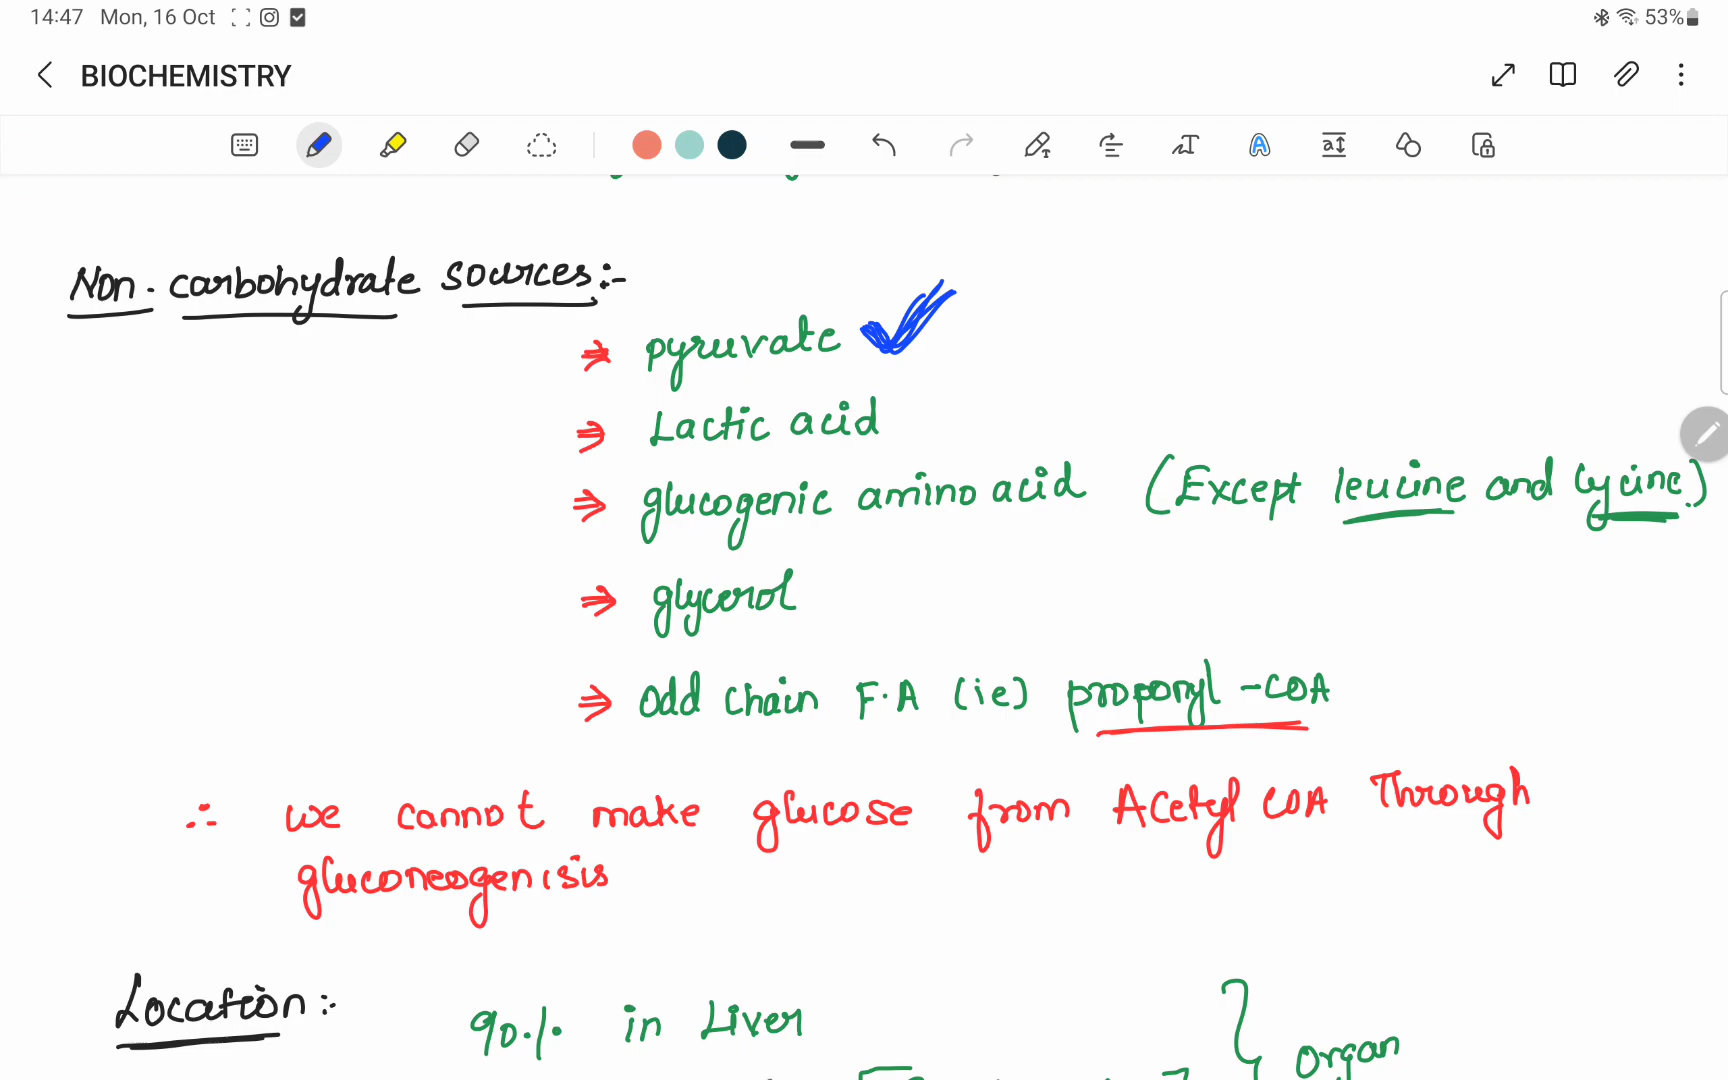 14:47 Mon, 16 Oct 53%
BIOCHEMISTRY
Non-carbohydrate sources:-
⇒ pyruvate
⇒ Lactic acid
⇒ glucogenic amino acid (Except leucine and lycine.)
⇒ glycerol
⇒ odd chain F.A (ie) proponyl-COA
∴ we cannot make glucose from Acetyl COA Through
gluconeogenisis
Location:-
90% in Liver
organ